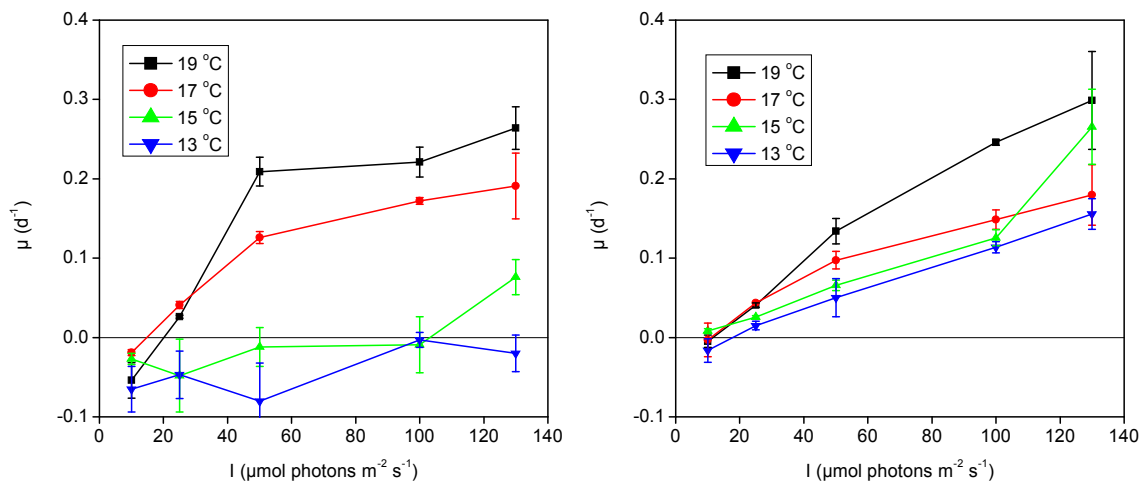 0.4
0.3
0.2
0.1
0.0
-0.1
µ (d⁻¹)
19 °C
17 °C
15 °C
13 °C
0 20 40 60 80 100 120 140
I (µmol photons m⁻² s⁻¹)
0.4
0.3
0.2
0.1
0.0
-0.1
µ (d⁻¹)
19 °C
17 °C
15 °C
13 °C
0 20 40 60 80 100 120 140
I (µmol photons m⁻² s⁻¹)